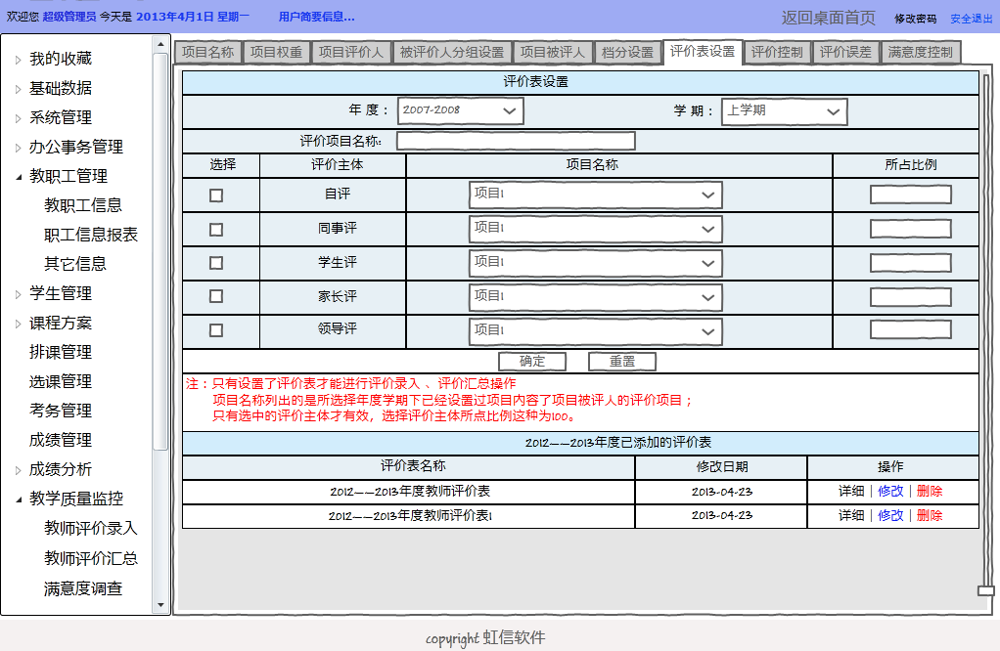 欢迎您 超级管理员 今天是 2013年4月1日 星期一 用户简要信息... 返回桌面首页 修改密码 安全退出
我的收藏
基础数据
系统管理
办公事务管理
教职工管理
教职工信息
职工信息报表
其它信息
学生管理
课程方案
排课管理
选课管理
考务管理
成绩管理
成绩分析
教学质量监控
教师评价录入
教师评价汇总
满意度调查
项目名称 项目权重 项目评价人 被评价人分组设置 项目被评人 档分设置 评价表设置 评价控制 评价误差 满意度控制
评价表设置
年 度： 2007-2008 学 期： 上学期
评价项目名称:
选择 评价主体 项目名称 所占比例
自评 项目1
同事评 项目1
学生评 项目1
家长评 项目1
领导评 项目1
确定 重置
注：只有设置了评价表才能进行评价录入 、评价汇总操作
项目名称列出的是所选择年度学期下已经设置过项目内容了项目被评人的评价项目；
只有选中的评价主体才有效，选择评价主体所点比例这种为100。
2012——2013年度已添加的评价表
评价表名称 修改日期 操作
2012——2013年度教师评价表 2013-04-23 详细 | 修改 | 删除
2012——2013年度教师评价表1 2013-04-23 详细 | 修改 | 删除
copyright 虹信软件